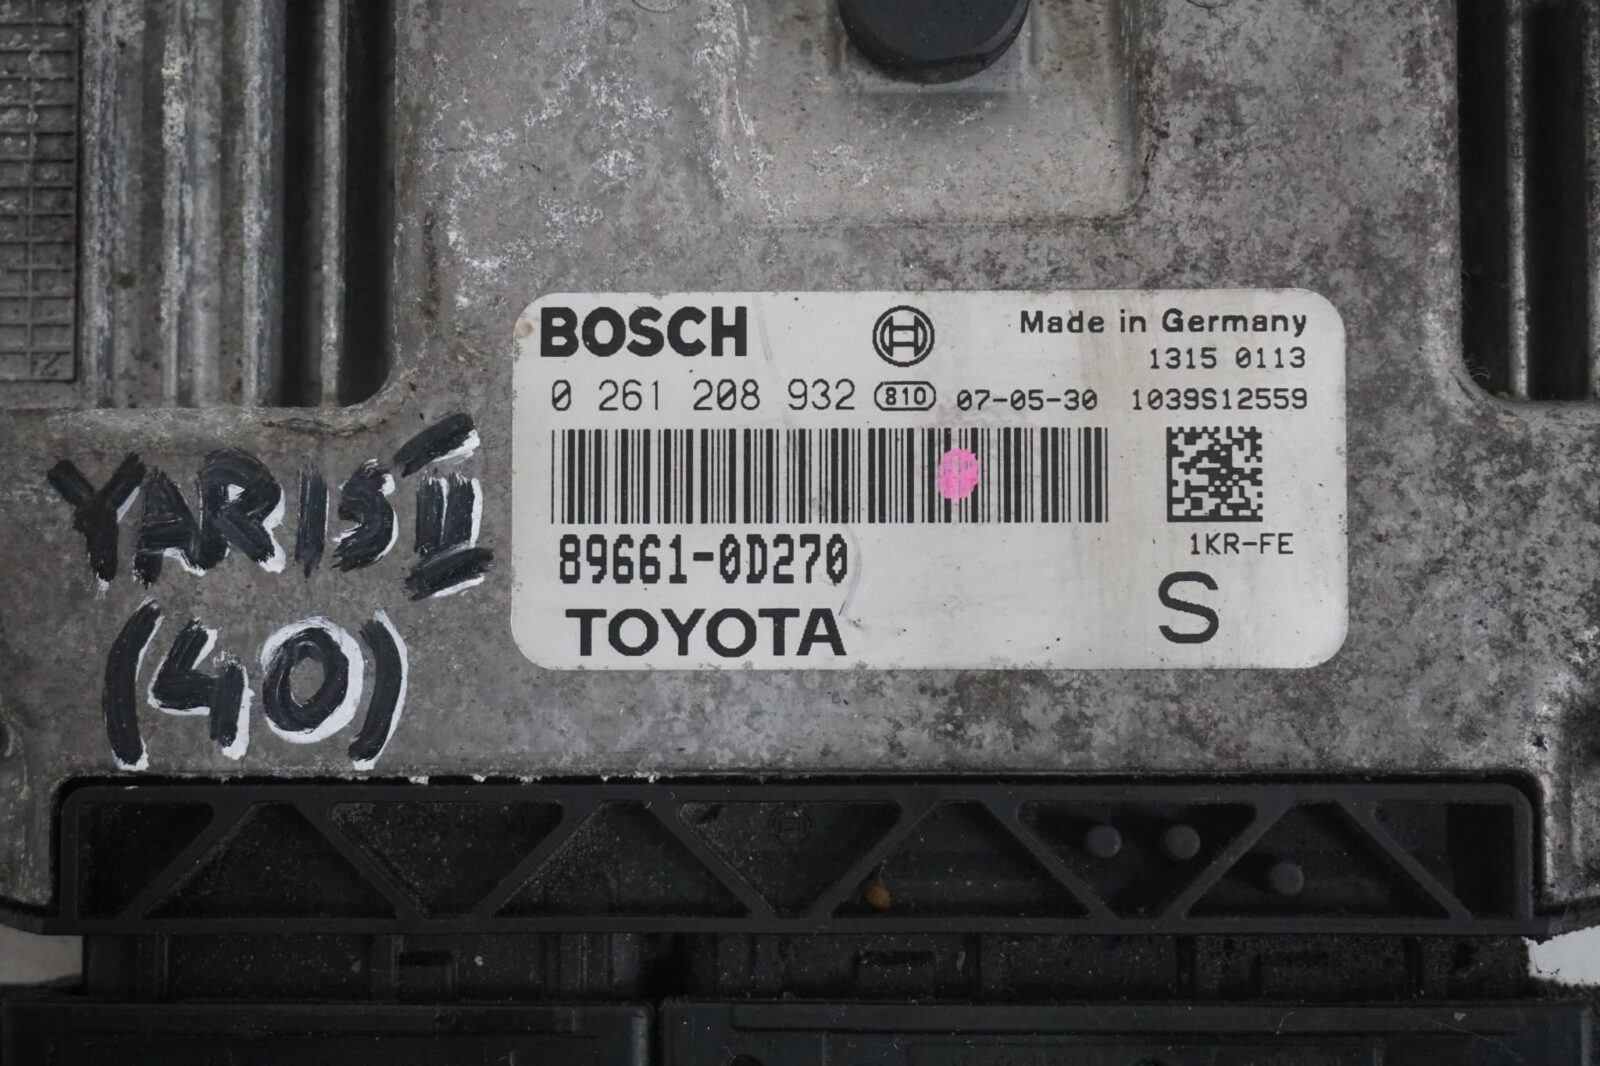 BOSCH
Made in Germany
1315 0113
0 261 208 932 810 07-05-30 1039S12559
89661-0D270
1KR-FE
TOYOTA
S
YARIS II
(40)